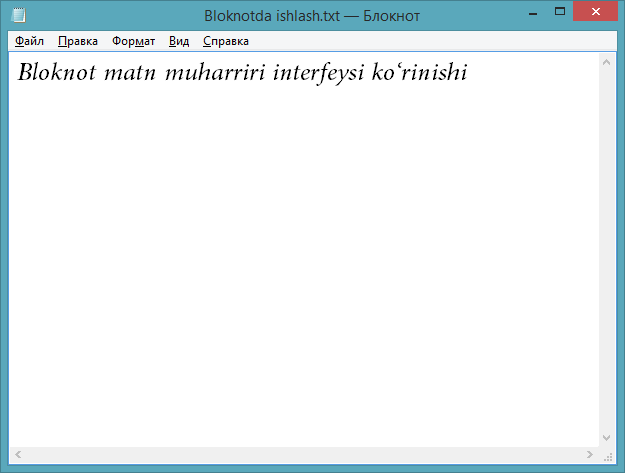 Bloknotda ishlash.txt — Блокнот
Файл Правка Формат Вид Справка
Bloknot matn muharriri interfeysi ko‘rinishi